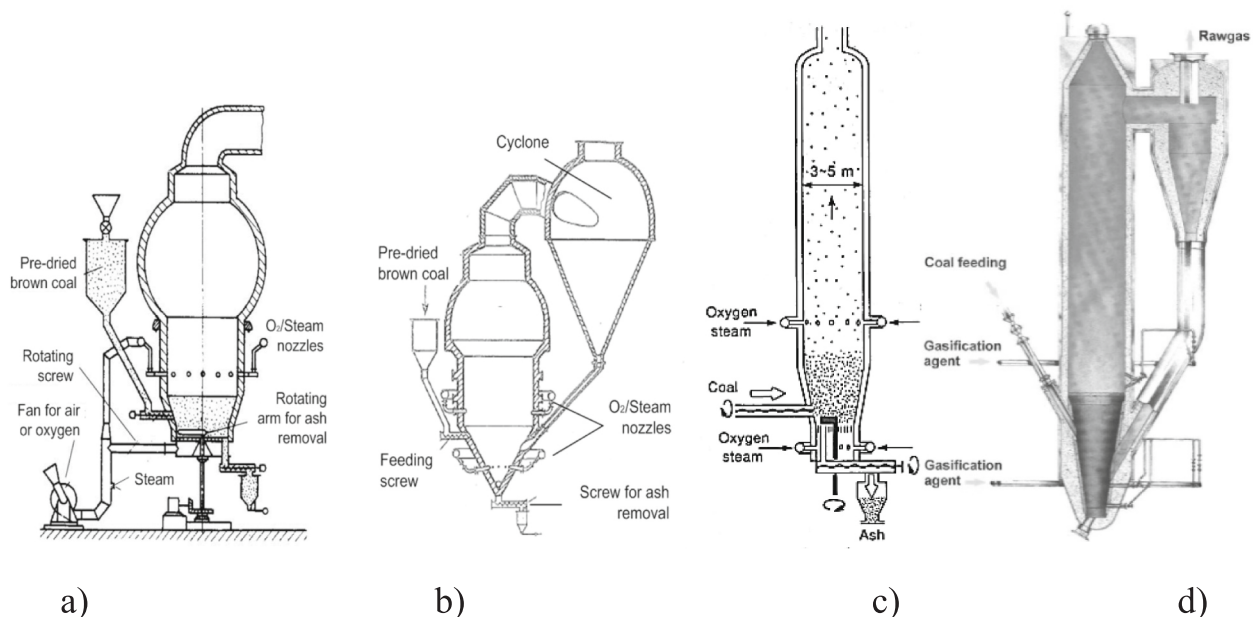 Pre-dried
brown coal
O₂/Steam
nozzles
Rotating
screw
Rotating
arm for ash
removal
Fan for air
or oxygen
Steam
a)
Cyclone
Pre-dried
brown coal
O₂/Steam
nozzles
Feeding
screw
Screw for ash
removal
b)
3~5 m
Oxygen
steam
Coal
Oxygen
steam
Ash
c)
Rawgas
Coal feeding
Gasification
agent
Gasification
agent
d)